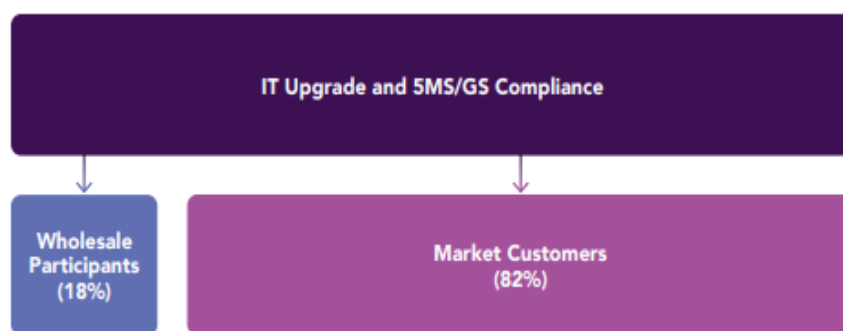 IT Upgrade and 5MS/GS Compliance
Wholesale
Participants
(18%)
Market Customers
(82%)